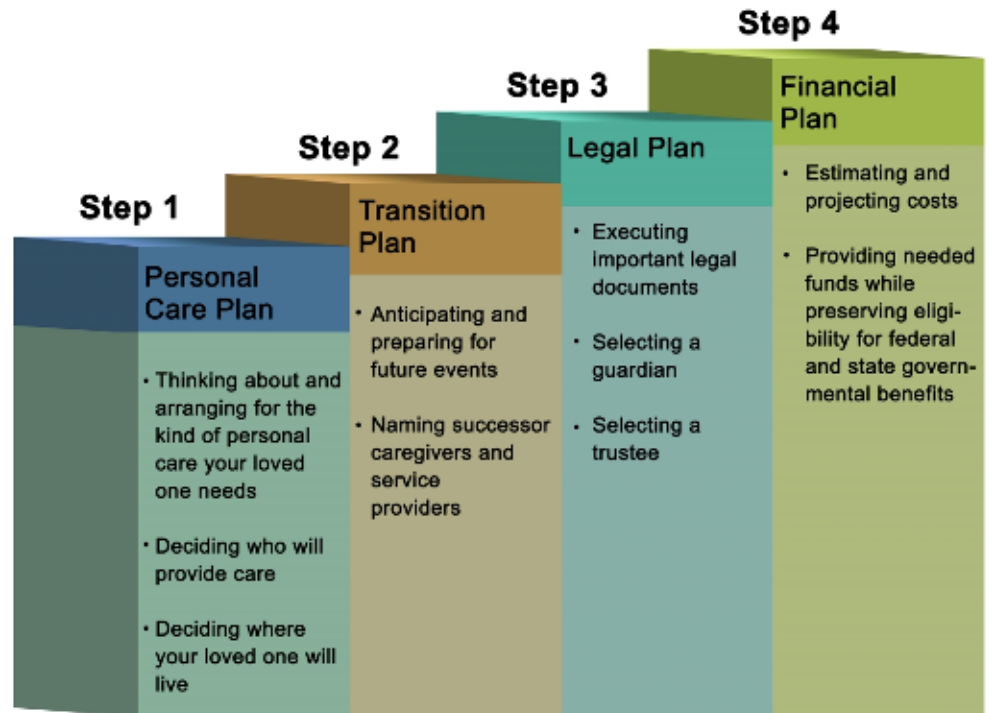 Step 1
Personal
Care Plan
• Thinking about and
arranging for the
kind of personal
care your loved
one needs
• Deciding who will
provide care
• Deciding where
your loved one will
live
Step 2
Transition
Plan
• Anticipating and
preparing for
future events
• Naming successor
caregivers and
service
providers
Step 3
Legal Plan
• Executing
important legal
documents
• Selecting a
guardian
• Selecting a
trustee
Step 4
Financial
Plan
• Estimating and
projecting costs
• Providing needed
funds while
preserving eligi-
bility for federal
and state govern-
mental benefits